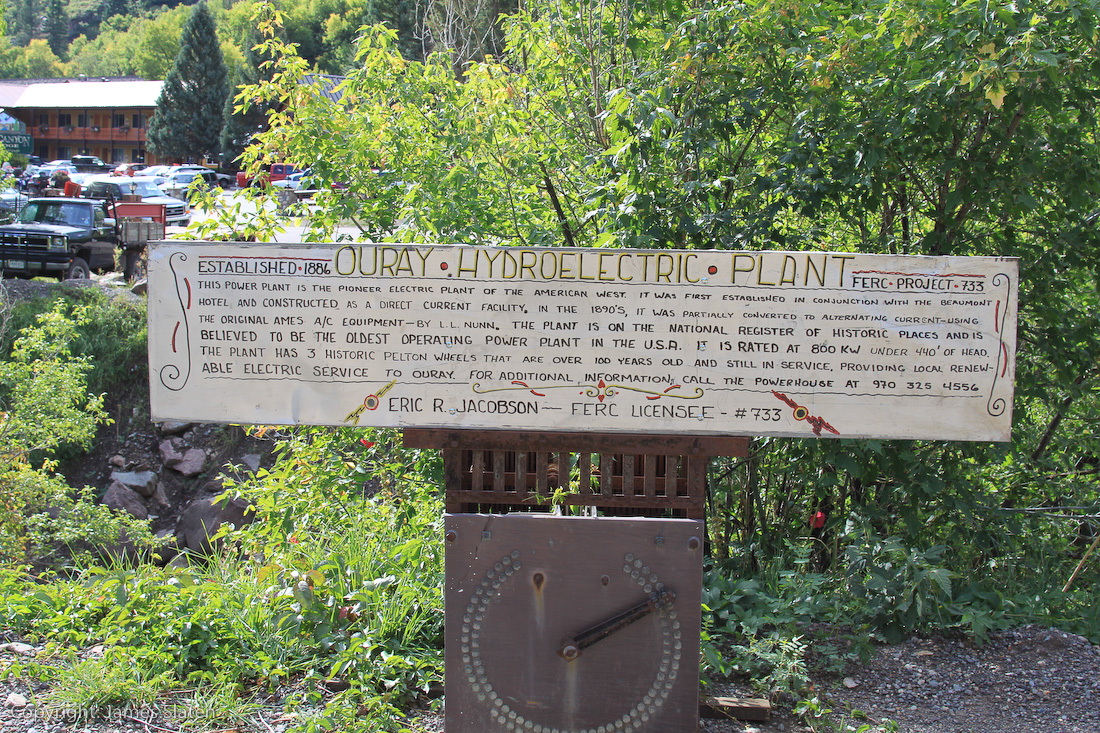 CANYON
ESTABLISHED • 1886 OURAY • HYDROELECTRIC • PLANT FERC • PROJECT • 733
THIS POWER PLANT IS THE PIONEER ELECTRIC PLANT OF THE AMERICAN WEST. IT WAS FIRST ESTABLISHED IN CONJUNCTION WITH THE BEAUMONT
HOTEL AND CONSTRUCTED AS A DIRECT CURRENT FACILITY. IN THE 1890'S, IT WAS PARTIALLY CONVERTED TO ALTERNATING CURRENT-USING
THE ORIGINAL AMES A/C EQUIPMENT—BY L.L. NUNN. THE PLANT IS ON THE NATIONAL REGISTER OF HISTORIC PLACES AND IS
BELIEVED TO BE THE OLDEST OPERATING POWER PLANT IN THE U.S.A. IT IS RATED AT 800 KW UNDER 440' OF HEAD.
THE PLANT HAS 3 HISTORIC PELTON WHEELS THAT ARE OVER 100 YEARS OLD AND STILL IN SERVICE, PROVIDING LOCAL RENEW-
ABLE ELECTRIC SERVICE TO OURAY. FOR ADDITIONAL INFORMATION, CALL THE POWERHOUSE AT 970 325 4556
ERIC R. JACOBSON — FERC LICENSEE - #733
Copyright: James Slater